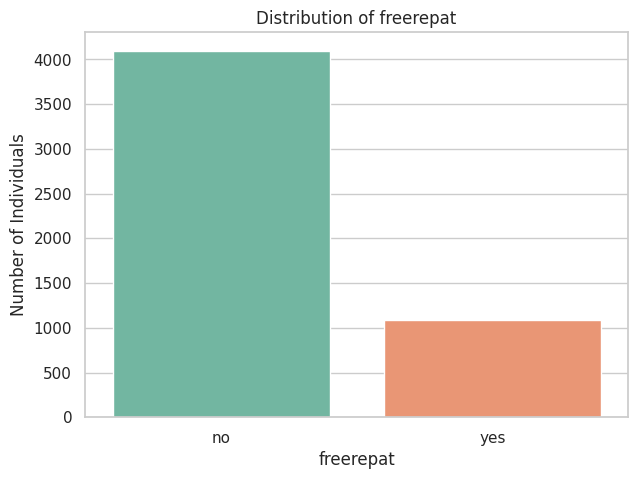 Distribution of freerepat
Number of Individuals
4000
3500
3000
2500
2000
1500
1000
500
0
no yes
freerepat